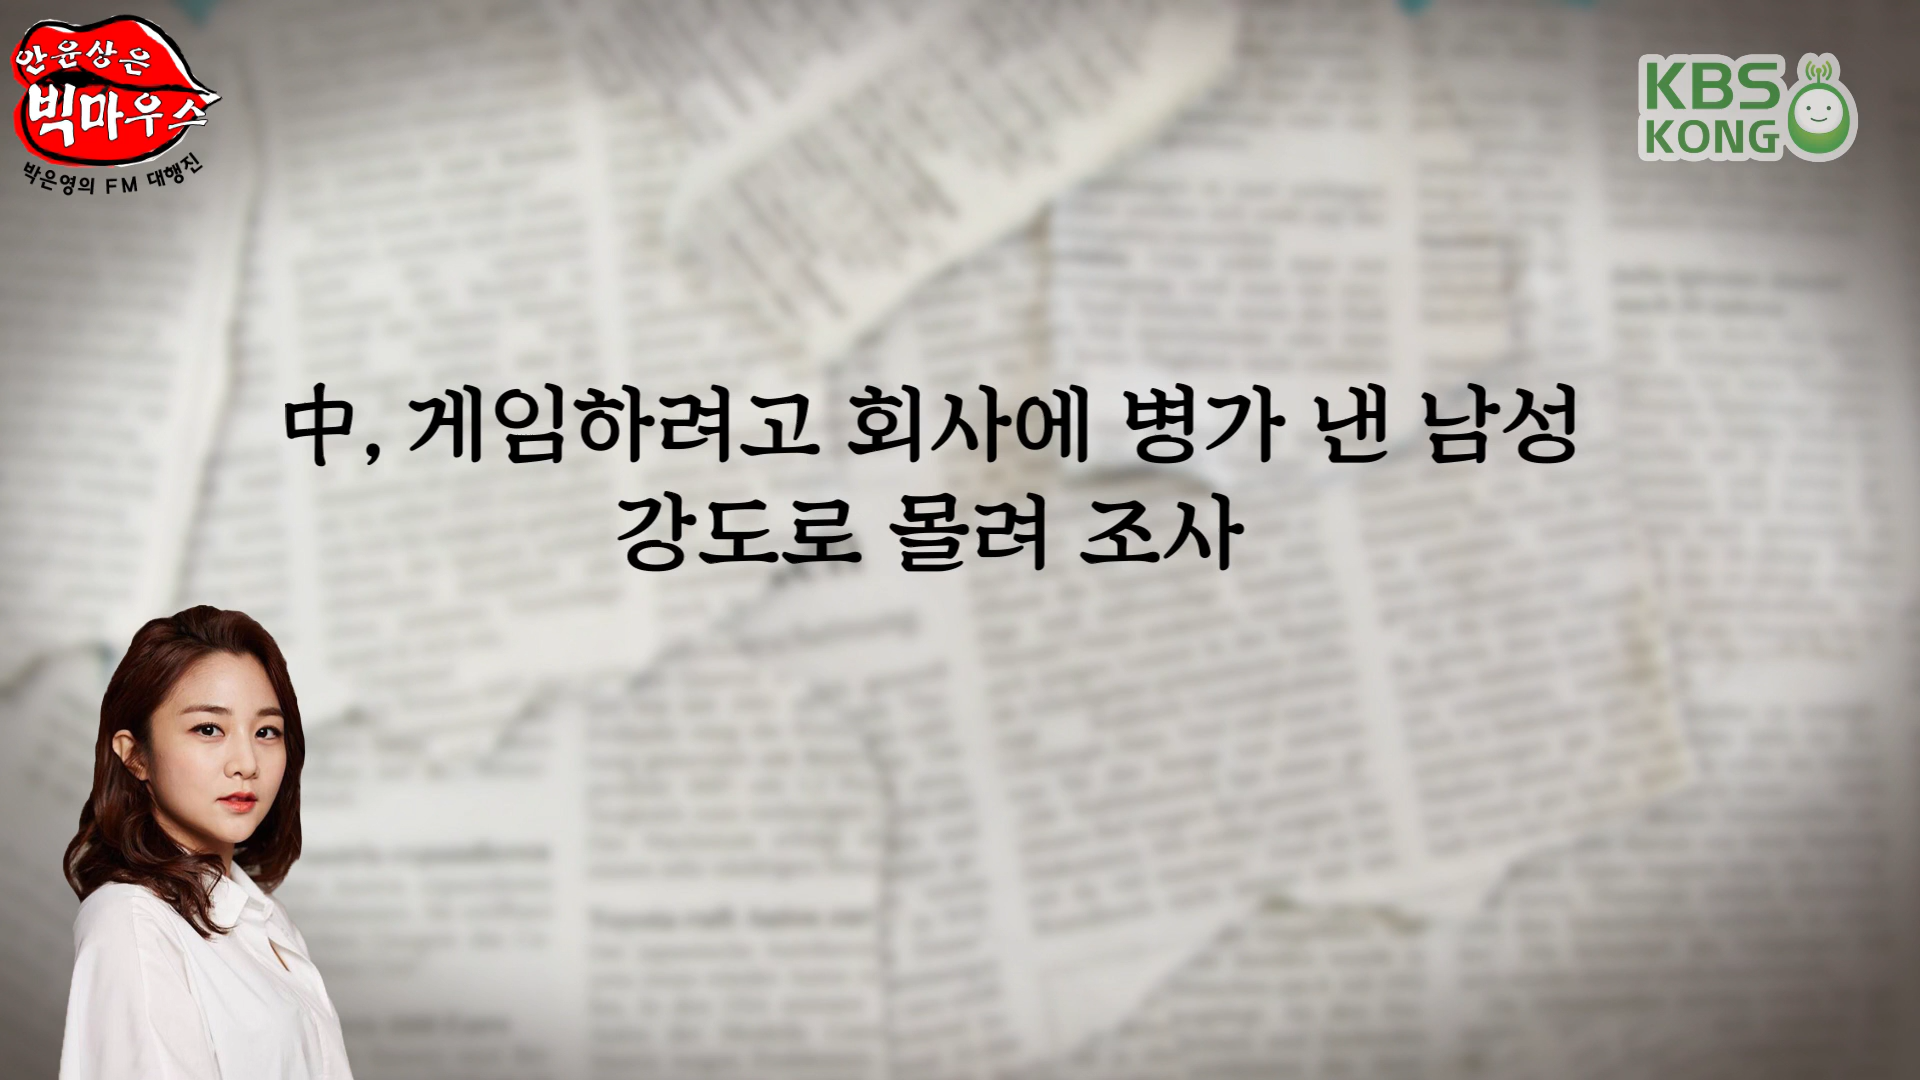 안윤상은
빅마우스
박은영의 FM 대행진
KBS
KONG
中, 게임하려고 회사에 병가 낸 남성
강도로 몰려 조사